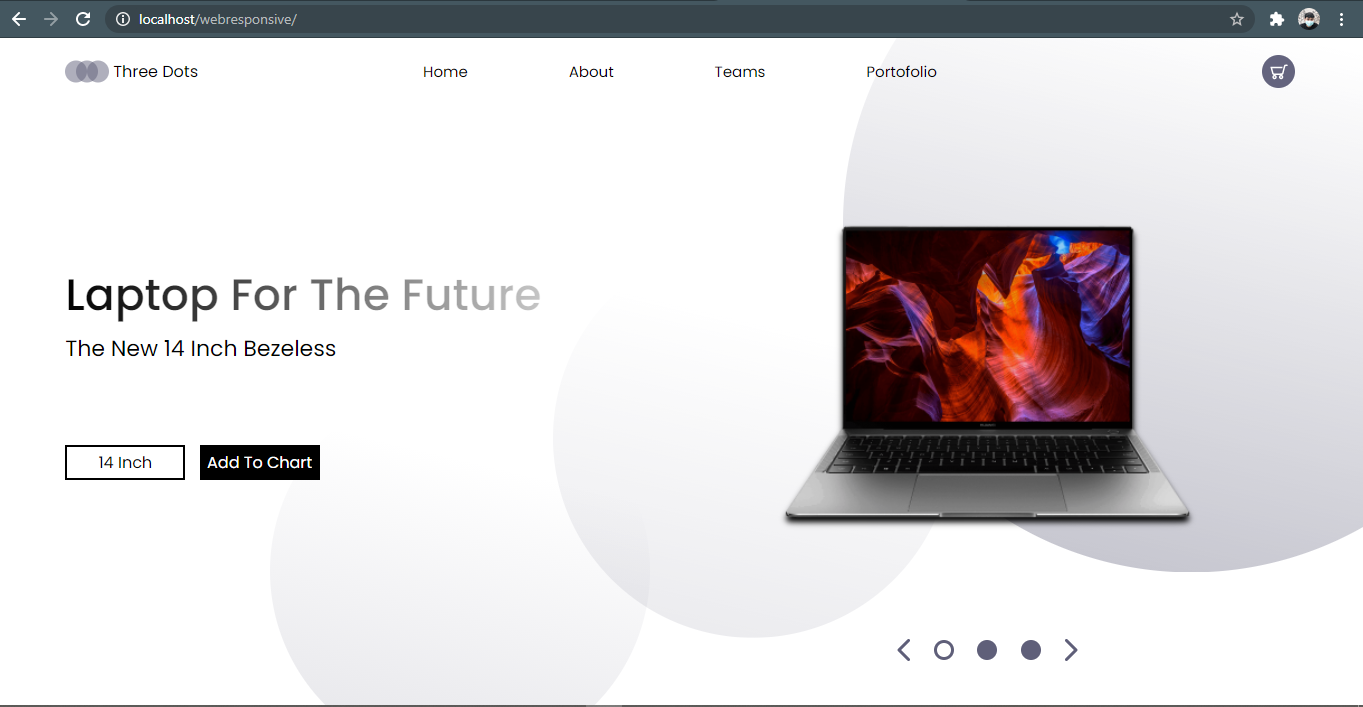 localhost/webresponsive/
Three Dots Home About Teams Portofolio
Laptop For The Future
The New 14 Inch Bezeless
14 Inch Add To Chart